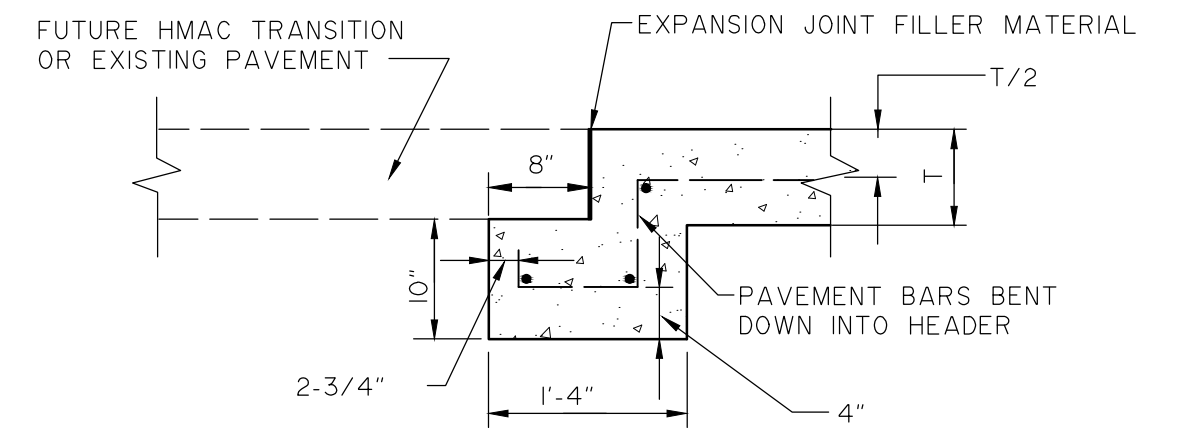 FUTURE HMAC TRANSITION
OR EXISTING PAVEMENT
EXPANSION JOINT FILLER MATERIAL
T/2
8"
T
10"
PAVEMENT BARS BENT
DOWN INTO HEADER
2-3/4"
1'-4"
4"